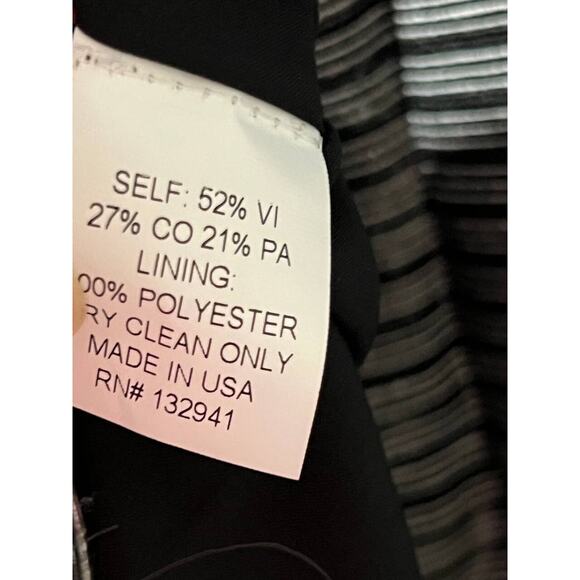 SELF: 52% VI
27% CO 21% PA
LINING:
00% POLYESTER
RY CLEAN ONLY
MADE IN USA
RN# 132941